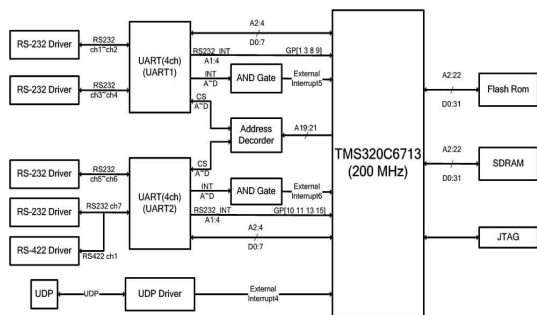 A2:4
D0:7
RS-232 Driver
RS232
ch1~ch2
UART(4ch)
(UART1)
RS232_INT
A1:4
GP[1 3 8 9]
INT
A~D
AND Gate
External
Interrupt5
RS-232 Driver
RS232
ch3~ch4
CS
A~D
Address
Decorder
A19:21
TMS320C6713
(200 MHz)
A2:22
D0:31
Flash Rom
A2:22
D0:31
SDRAM
JTAG
RS-232 Driver
RS232
ch5~ch6
UART(4ch)
(UART2)
CS
A~D
INT
A~D
AND Gate
External
Interrupt6
RS-232 Driver
RS232 ch7
RS232_INT
A1:4
GP[10 11 13 15]
A2:4
D0:7
RS-422 Driver
RS422 ch1
UDP
UDP
UDP Driver
External
Interrupt4